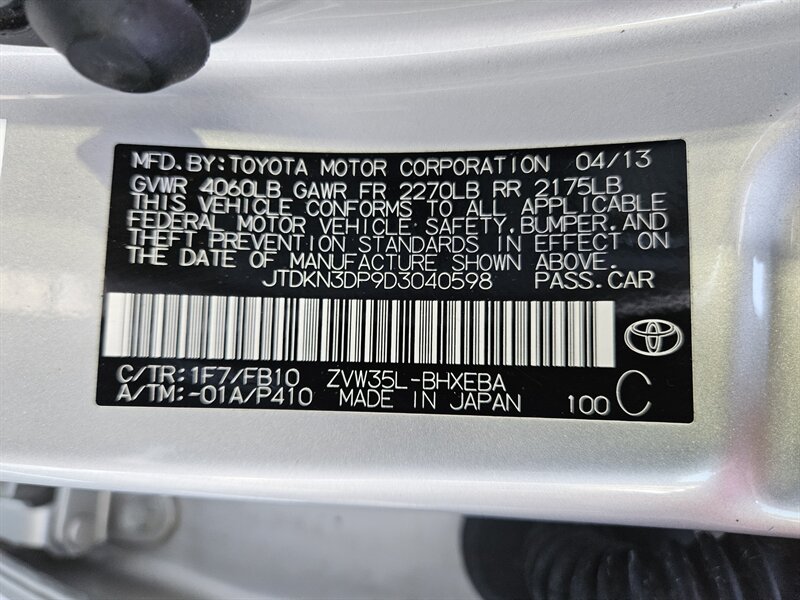 MFD. BY: TOYOTA MOTOR CORPORATION 04/13
GVWR 4060LB GAWR FR 2270LB RR 2175LB
THIS VEHICLE CONFORMS TO ALL APPLICABLE
FEDERAL MOTOR VEHICLE SAFETY, BUMPER, AND
THEFT PREVENTION STANDARDS IN EFFECT ON
THE DATE OF MANUFACTURE SHOWN ABOVE.
JTDKN3DP9D3040598 PASS. CAR
C/TR: 1F7/FB10 ZVW35L-BHXEBA
A/TM: -01A/P410 MADE IN JAPAN 100 C